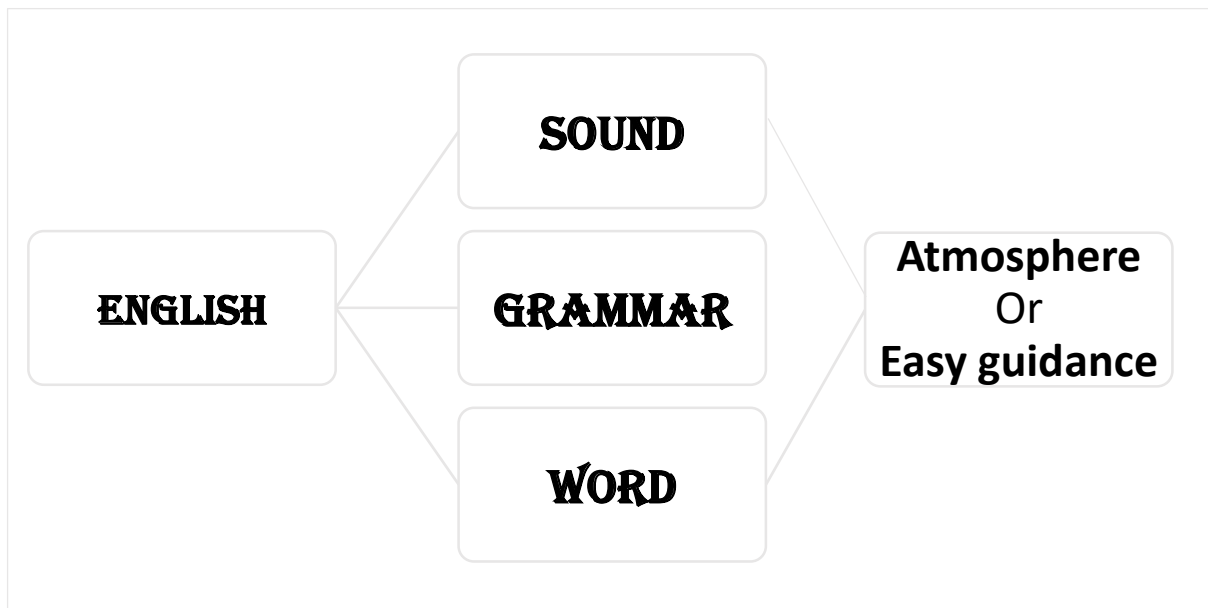 ENGLISH
SOUND
GRAMMAR
WORD
Atmosphere
Or
Easy guidance